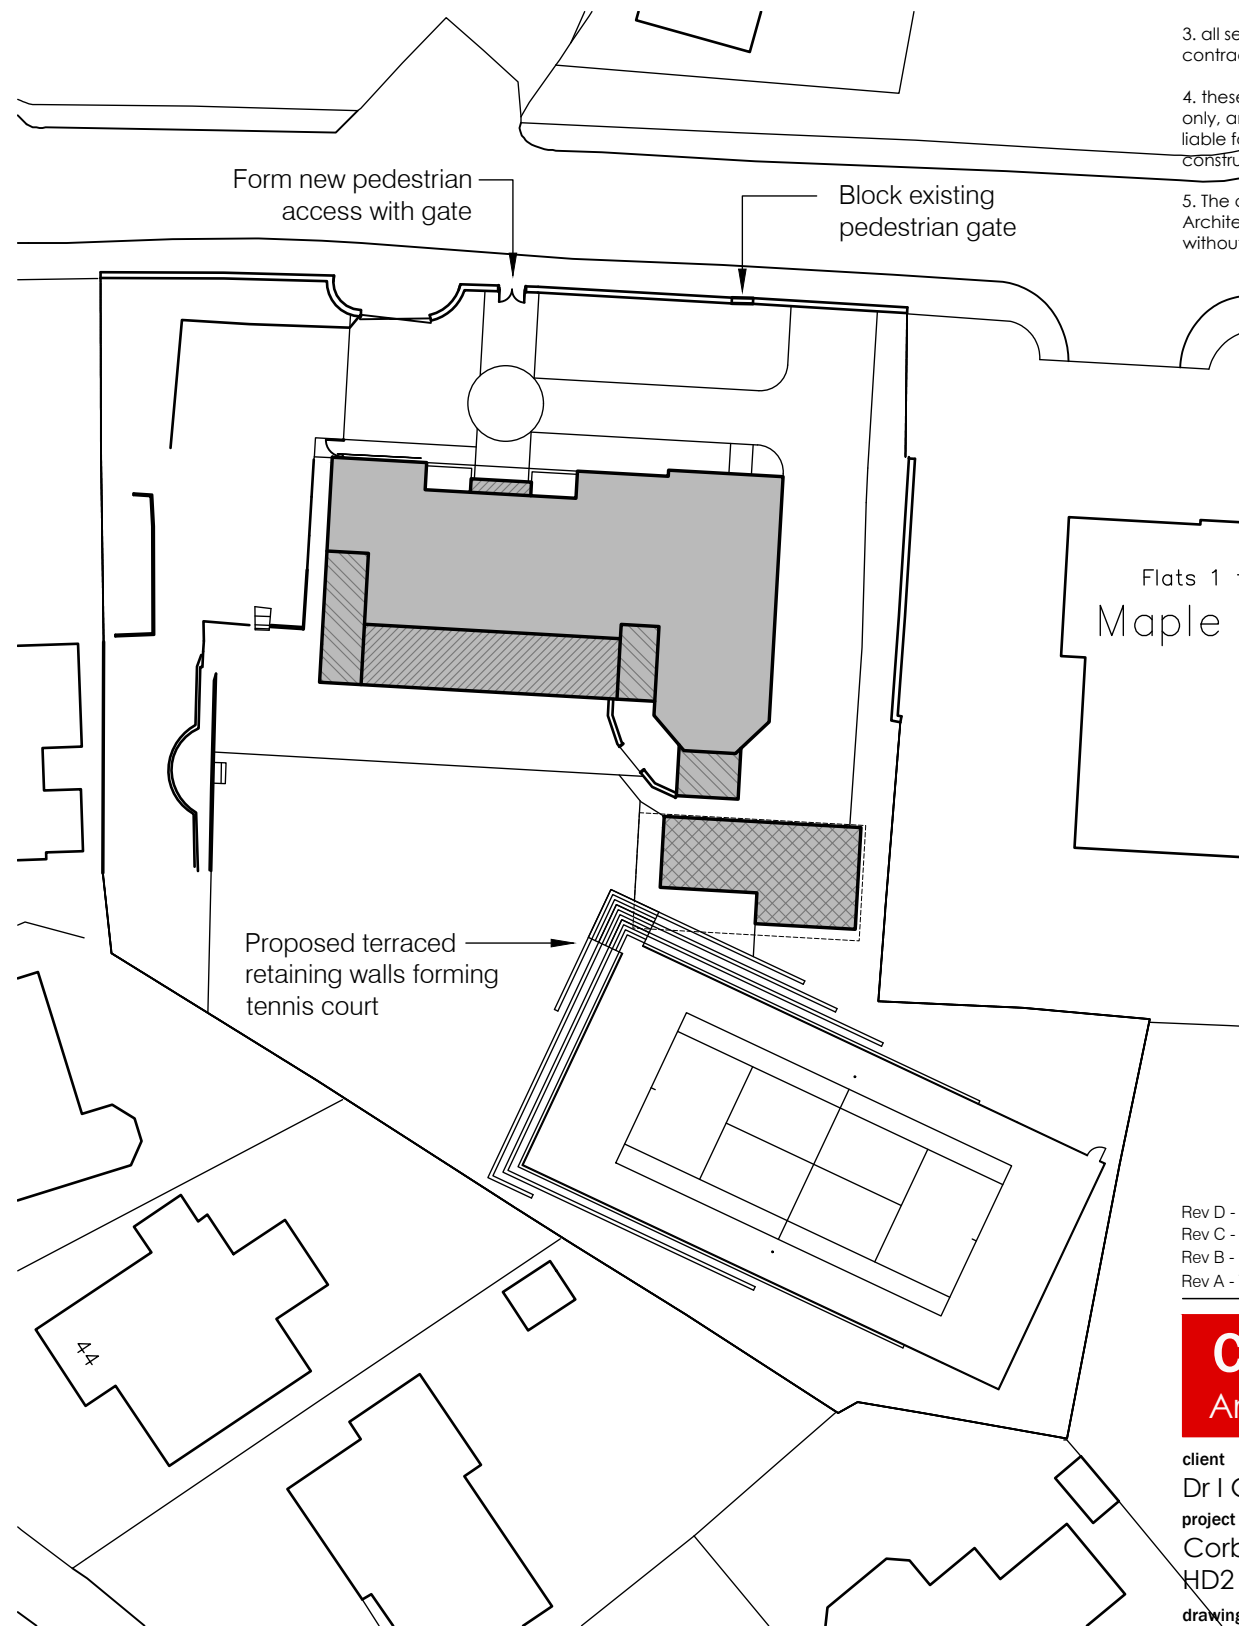 3. all se
contra
4. these
only, a
liable fo
constru
5. The c
Archite
withou
Form new pedestrian
access with gate
Block existing
pedestrian gate
Flats 1
Maple
Proposed terraced
retaining walls forming
tennis court
44
Rev D -
Rev C -
Rev B -
Rev A -
C
Ar
client
Dr I
project
Corb
HD2
drawing